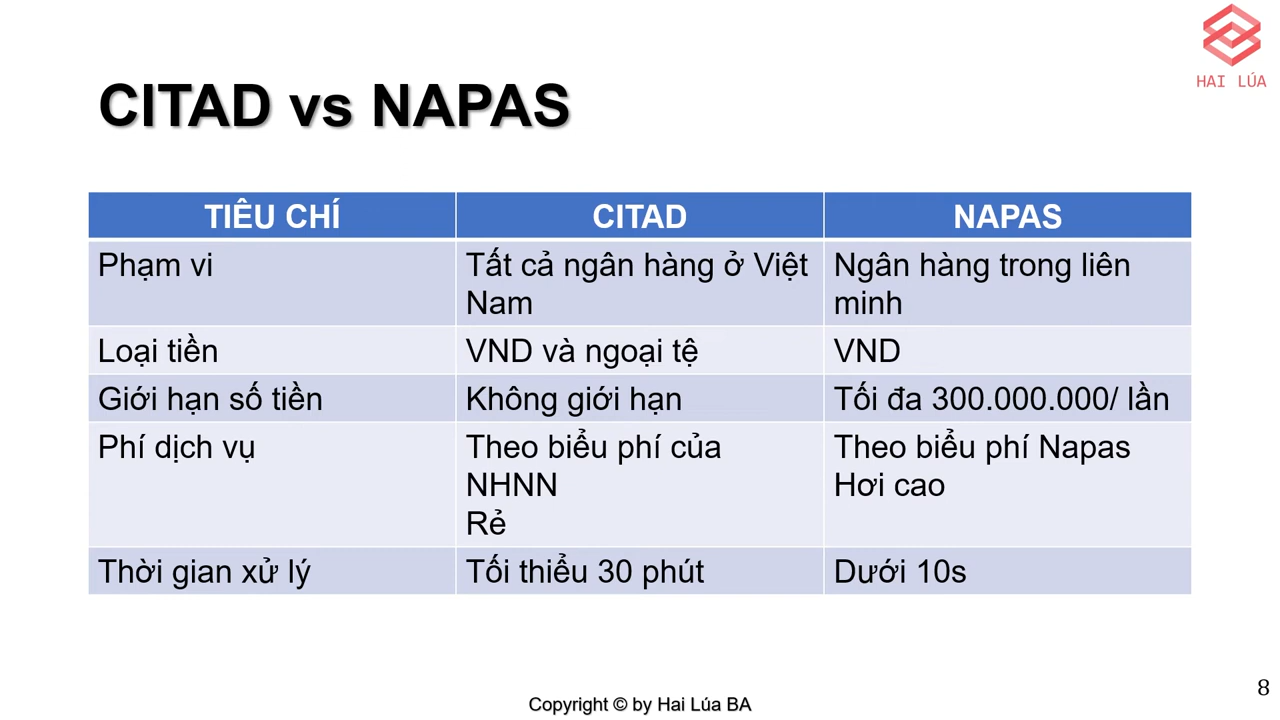 HAI LÚA
CITAD vs NAPAS
TIÊU CHÍ CITAD NAPAS
Phạm vi
Tất cả ngân hàng ở Việt
Nam
Ngân hàng trong liên
minh
Loại tiền
VND và ngoại tệ
VND
Giới hạn số tiền
Không giới hạn
Tối đa 300.000.000/ lần
Phí dịch vụ
Theo biểu phí của
NHNN
Rẻ
Theo biểu phí Napas
Hơi cao
Thời gian xử lý
Tối thiểu 30 phút
Dưới 10s
Copyright © by Hai Lúa BA
8